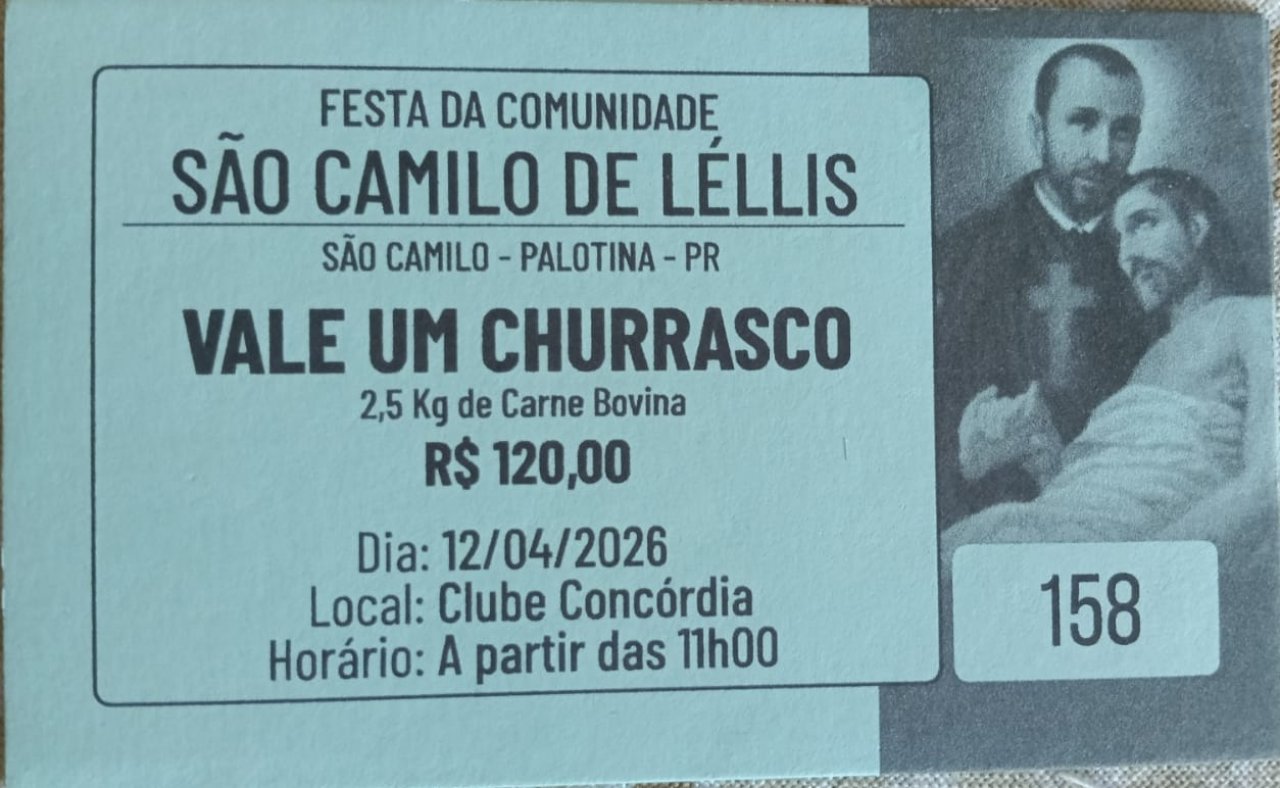 FESTA DA COMUNIDADE
SÃO CAMILO DE LÉLLIS
SÃO CAMILO - PALOTINA - PR
VALE UM CHURRASCO
2,5 Kg de Carne Bovina
R$ 120,00
Dia: 12/04/2026
Local: Clube Concórdia
Horário: A partir das 11h00
158